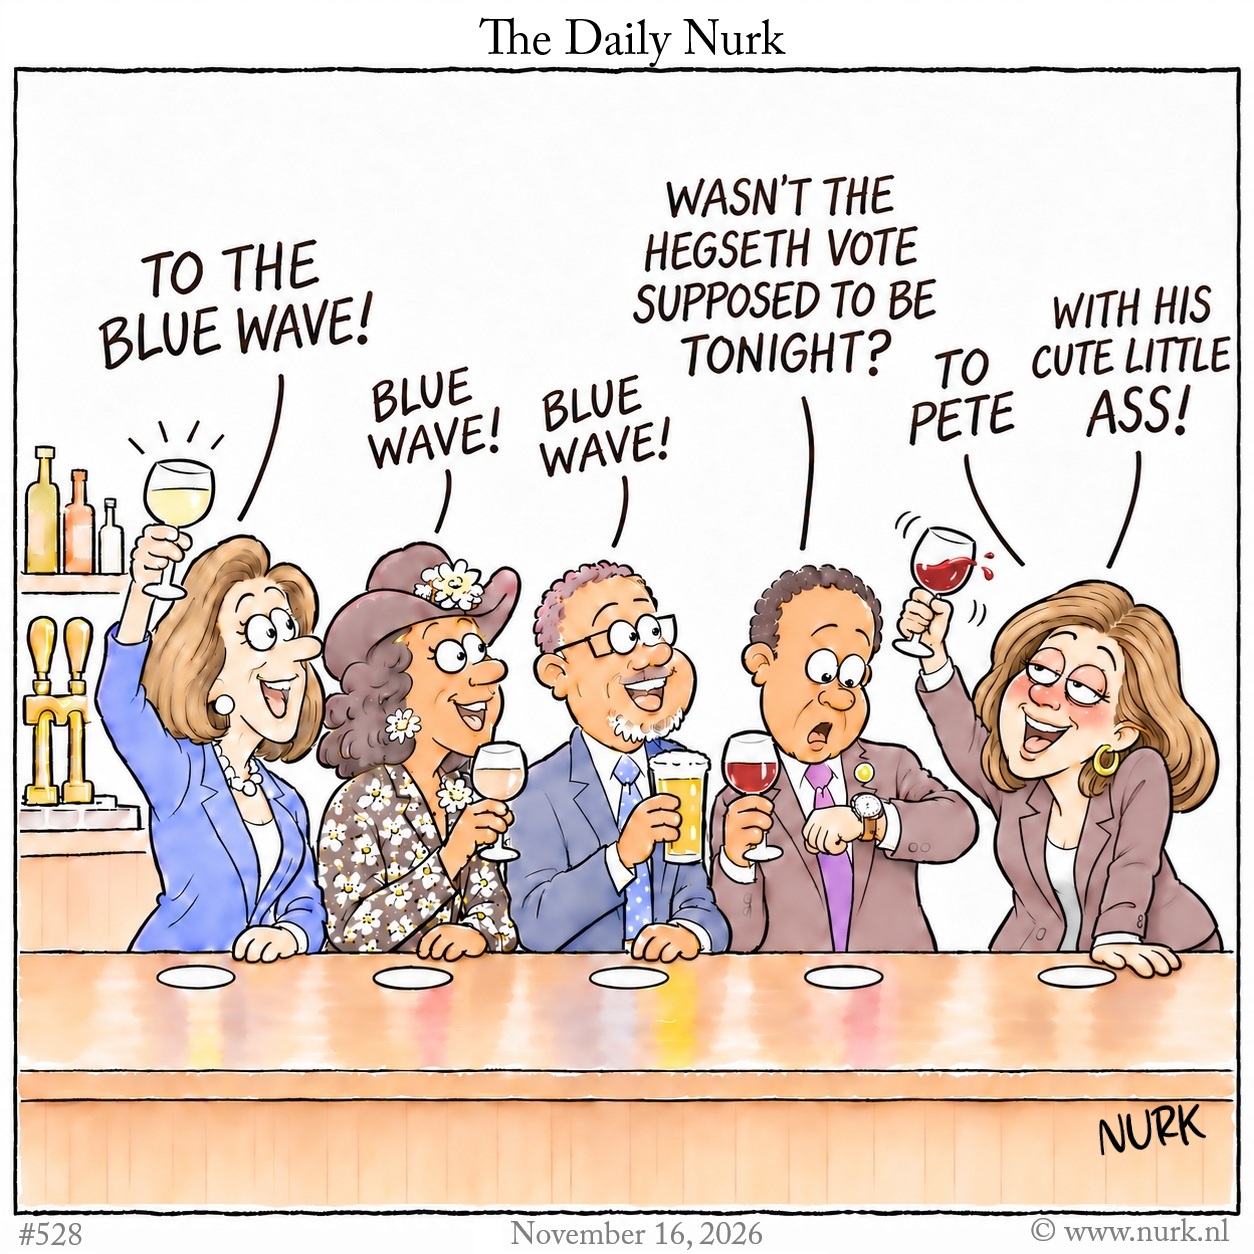 The Daily Nurk
TO THE
BLUE WAVE!
BLUE
WAVE!
BLUE
WAVE!
WASN'T THE
HEGSETH VOTE
SUPPOSED TO BE
TONIGHT?
TO
PETE
WITH HIS
CUTE LITTLE
ASS!
NURK
#528
November 16, 2026
© www.nurk.nl